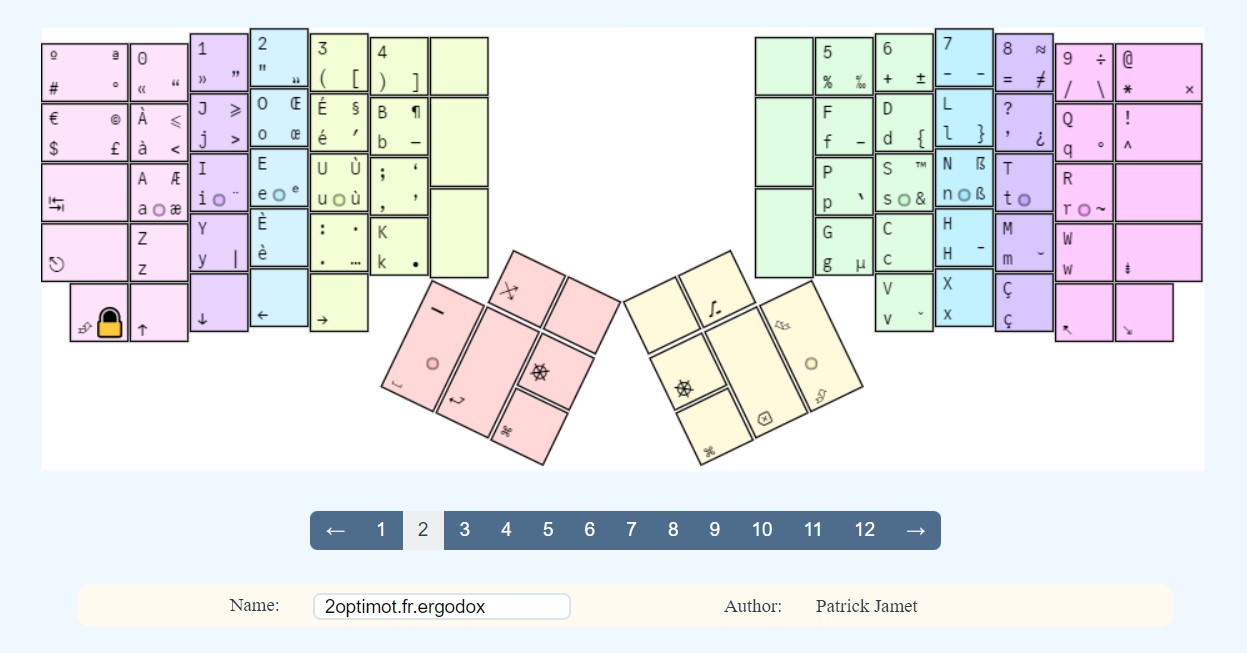 º ª 0 1 2 3 4 5 6 7 8 ≈ 9 ÷ @
# ° « “ » ” " „ ( [ ) ] % ‰ + ± - − = ≠ / \ * ×
€ © À ⩽ J ⩾ O Œ É § B ¶ F D L ? Q !
$ £ à < j > o œ é ′ b – f – d { l } ’ ¿ q ° ^
A Æ I E U Ù ; ‘ P S ™ N ẞ T R
↹ a æ i ¨ e ᵉ u ù , ’ p ‵ s & n ß t r ~
Z Y È : · K G C H M W
z y | è . … k • g µ c H - m ˘ w ⇟
V X Ç
↑ ↓ ← → v ˇ x ç ↖ ↘
⌘ ⌘
← 1 2 3 4 5 6 7 8 9 10 11 12 →
Name: 2optimot.fr.ergodox Author: Patrick Jamet